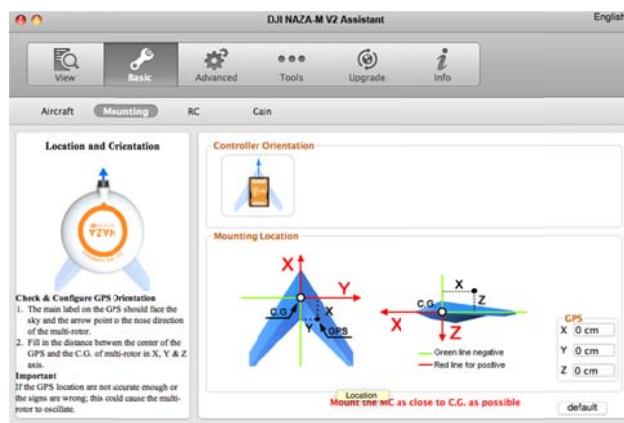 DJI NAZA-M V2 Assistant
English
View
Basic
Advanced
Tools
Upgrade
Info
Aircraft
Mounting
RC
Gain
Location and Orientation
NAZA
Check & Configure GPS Orientation
1. The main label on the GPS should face the
sky and the arrow point is the nose direction
of the multi-rotor.
2. Fill in the distance between the center of
GPS and the C.G. of multi-rotor in X, Y & Z
axis.
Important
If the GPS location are not accurate enough or
the signs are wrong; this could cause the multi-
rotor to oscillate.
Controller Orientation
Mounting Location
X
Y
C.G
X
Y
GPS
X
C.G
Z
X
Z
Green line negative
Red line for positive
GPS
X 0 cm
Y 0 cm
Z 0 cm
Location
Mount the MC as close to C.G. as possible
default